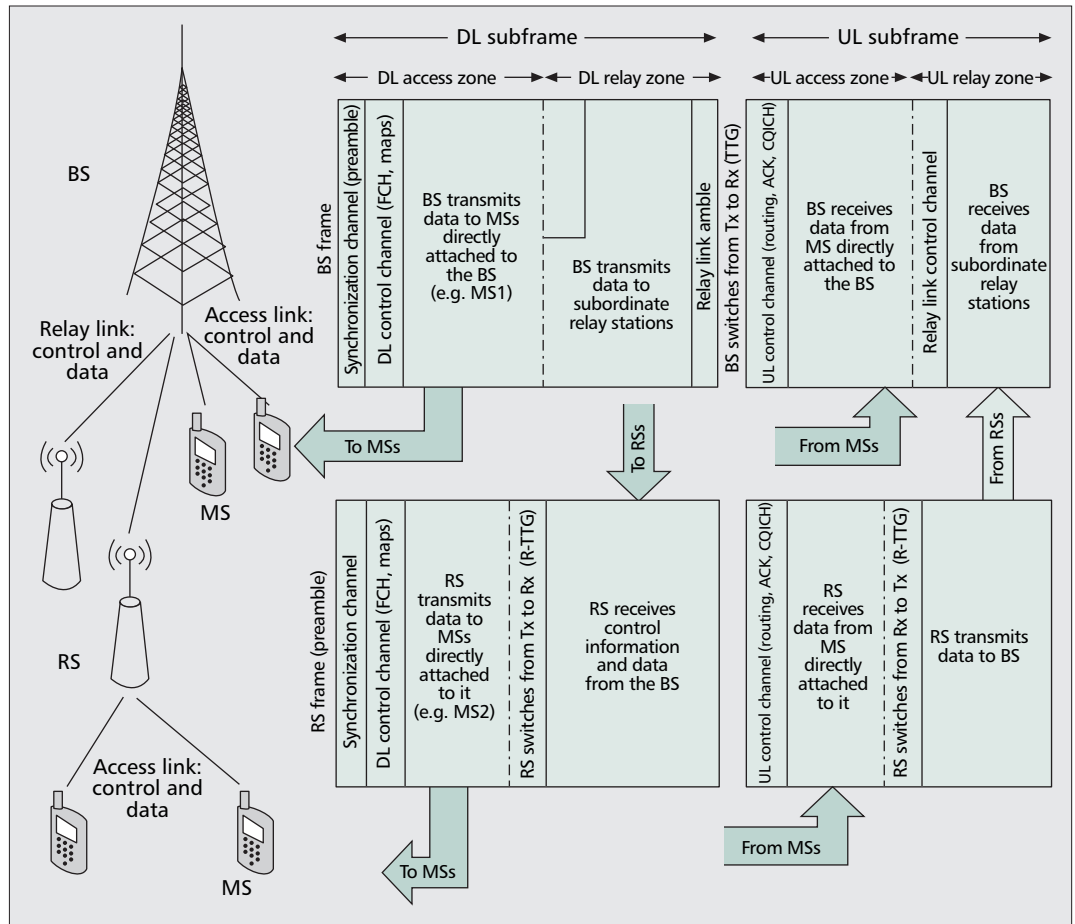 DL subframe
UL subframe
DL access zone
DL relay zone
UL access zone
UL relay zone
BS
BS frame
Synchronization channel (preamble)
DL control channel (FCH, maps)
BS transmits
data to MSs
directly
attached to
the BS
(e.g. MS1)
BS transmits
data to
subordinate
relay stations
Relay link amble
BS switches from Tx to Rx (TTG)
UL control channel (routing, ACK, CQICH)
BS receives
data from
MS directly
attached to
the BS
Relay link control channel
BS
receives
data
from
subordinate
relay
stations
Relay link:
control and
data
Access link:
control and
data
MS
To MSs
To RSs
From MSs
From RSs
RS
RS frame (preamble)
Synchronization channel
DL control channel (FCH, maps)
RS
transmits
data to
MSs
directly
attached
to it
(e.g. MS2)
RS switches from Tx to Rx (R-TTG)
RS receives
control
information
and data
from the BS
UL control channel (routing, ACK, CQICH)
RS
receives
data from
MS
directly
attached
to it
RS switches from Rx to Tx (R-TTG)
RS transmits
data to BS
Access link:
control and
data
MS
To MSs
From MSs